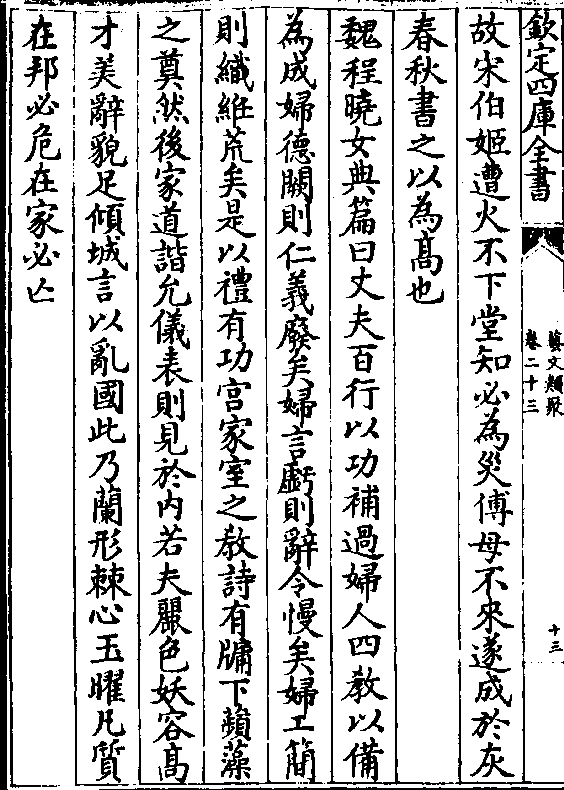 欽定四庫全書
藝文類聚
卷二十三
十三
故宋伯姬遭火不下堂知必為災傅母不來遂成於灰
春秋書之以為髙也
魏程曉女典篇曰丈夫百行以功補過婦人四教以備
為成婦德闕則仁義廢矣婦言虧則辭令慢矣婦工簡
則織紝荒矣是以禮有功宫家室之教詩有牖下蘋藻
之奠然後家道諧允儀表則見於内若夫麗色妖容髙
才美辭貌足傾城言以亂國此乃蘭形棘心玉曜凡質
在邦必危在家必亡